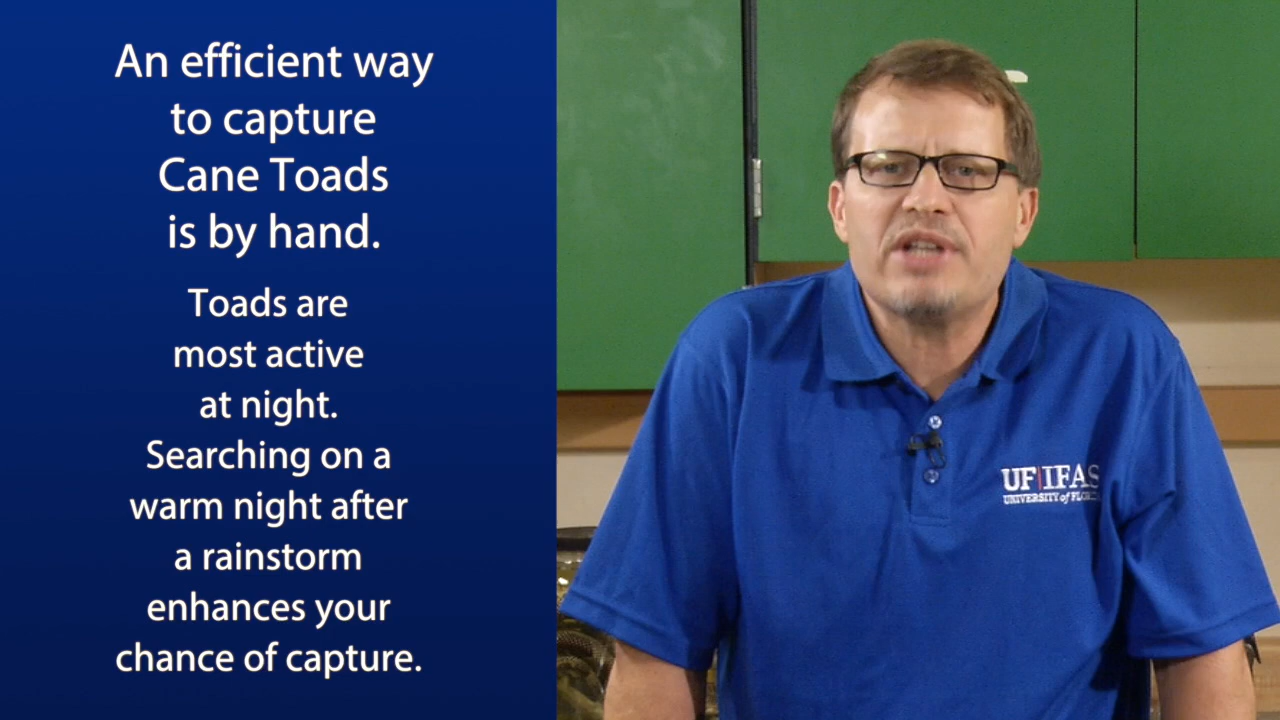 An efficient way
to capture
Cane Toads
is by hand.
Toads are
most active
at night.
Searching on a
warm night after
a rainstorm
enhances your
chance of capture.
UF|IFAS
UNIVERSITY of FLORIDA